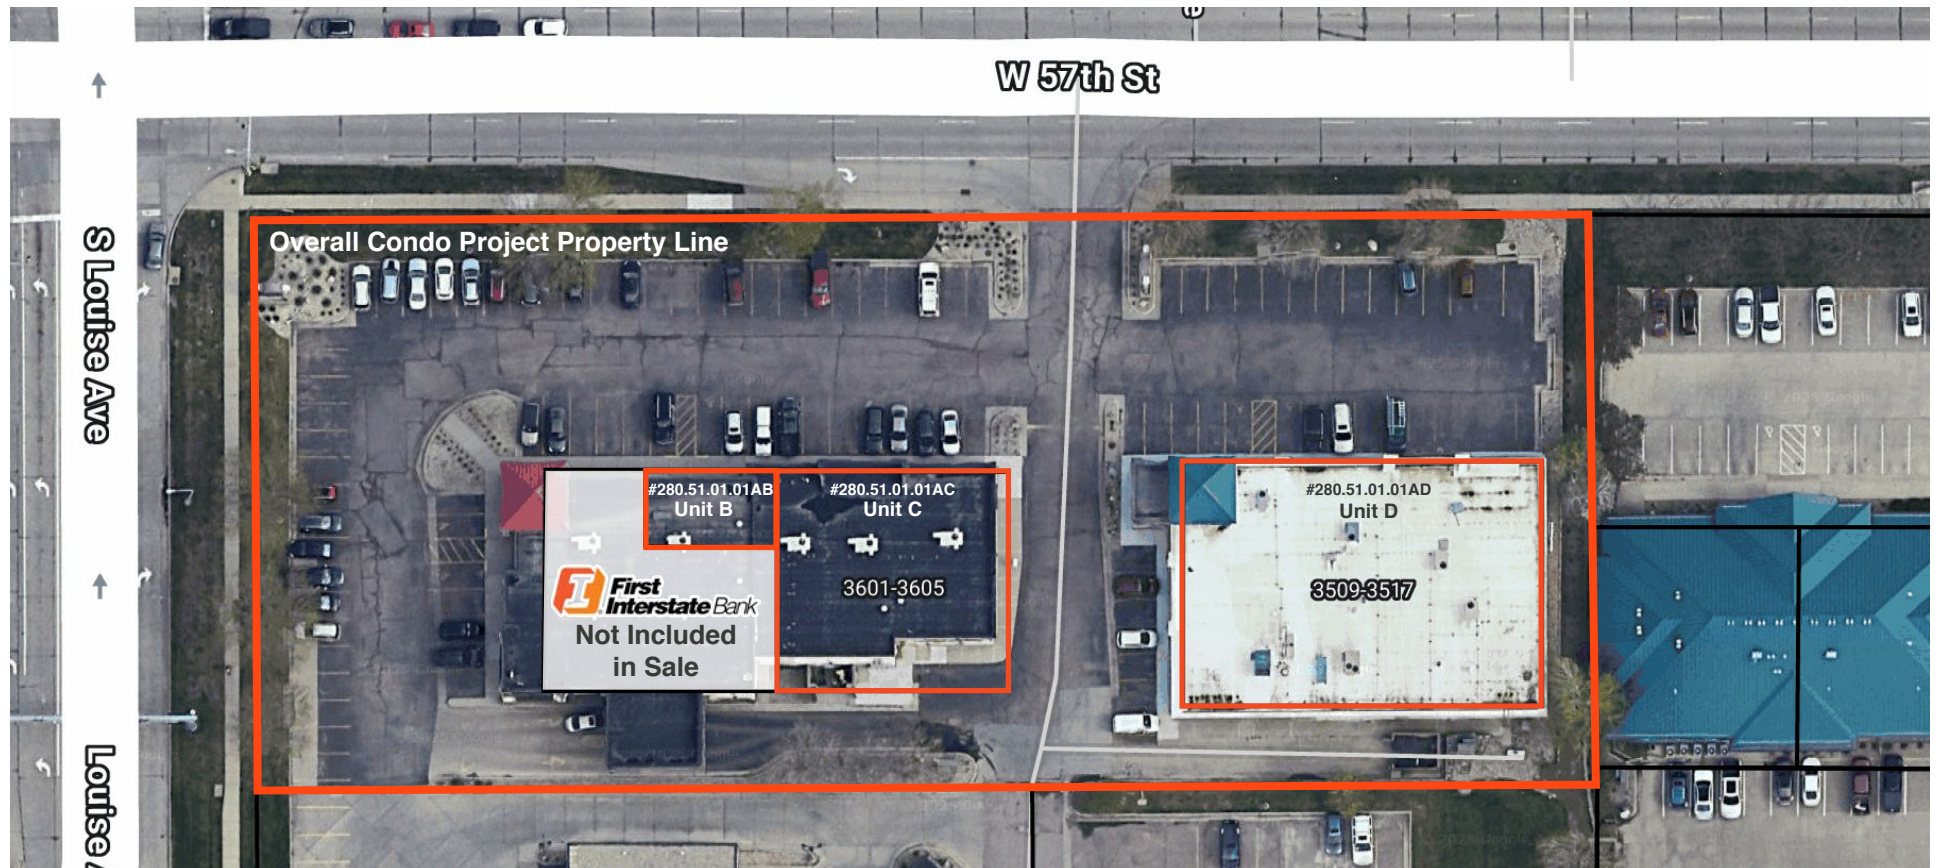 W 57th St
S Louise Ave
Overall Condo Project Property Line
#280.51.01.01AB
Unit B
#280.51.01.01AC
Unit C
#280.51.01.01AD
Unit D
3601-3605
3509-3517
First
Interstate Bank
Not Included
in Sale
Louise